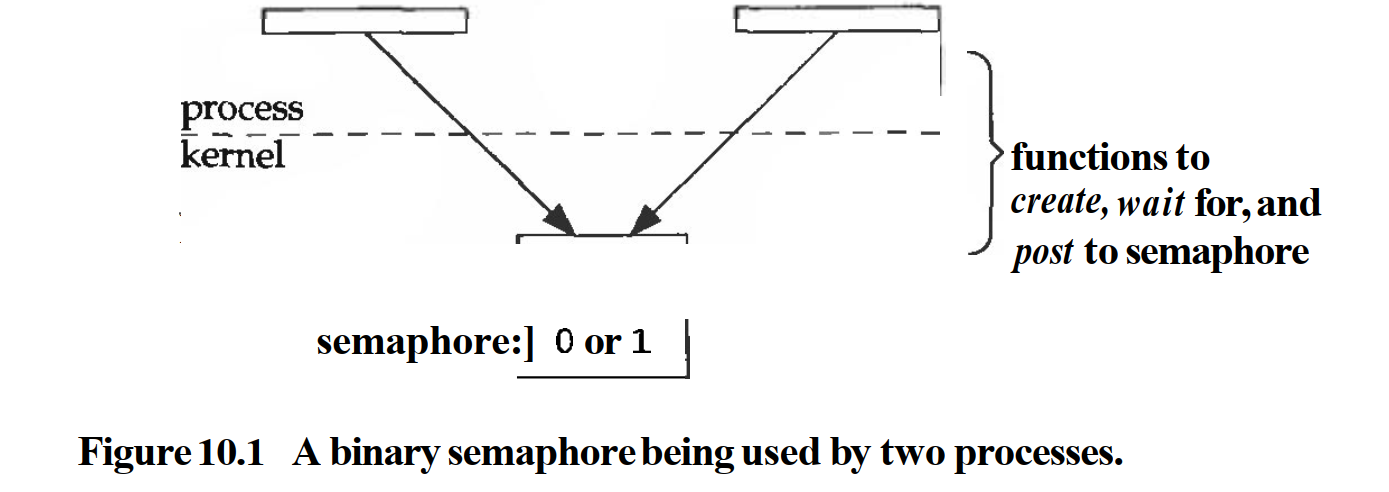 process
kernel
functions to
create, wait for, and
post to semaphore
semaphore:] 0 or 1
Figure 10.1 A binary semaphore being used by two processes.